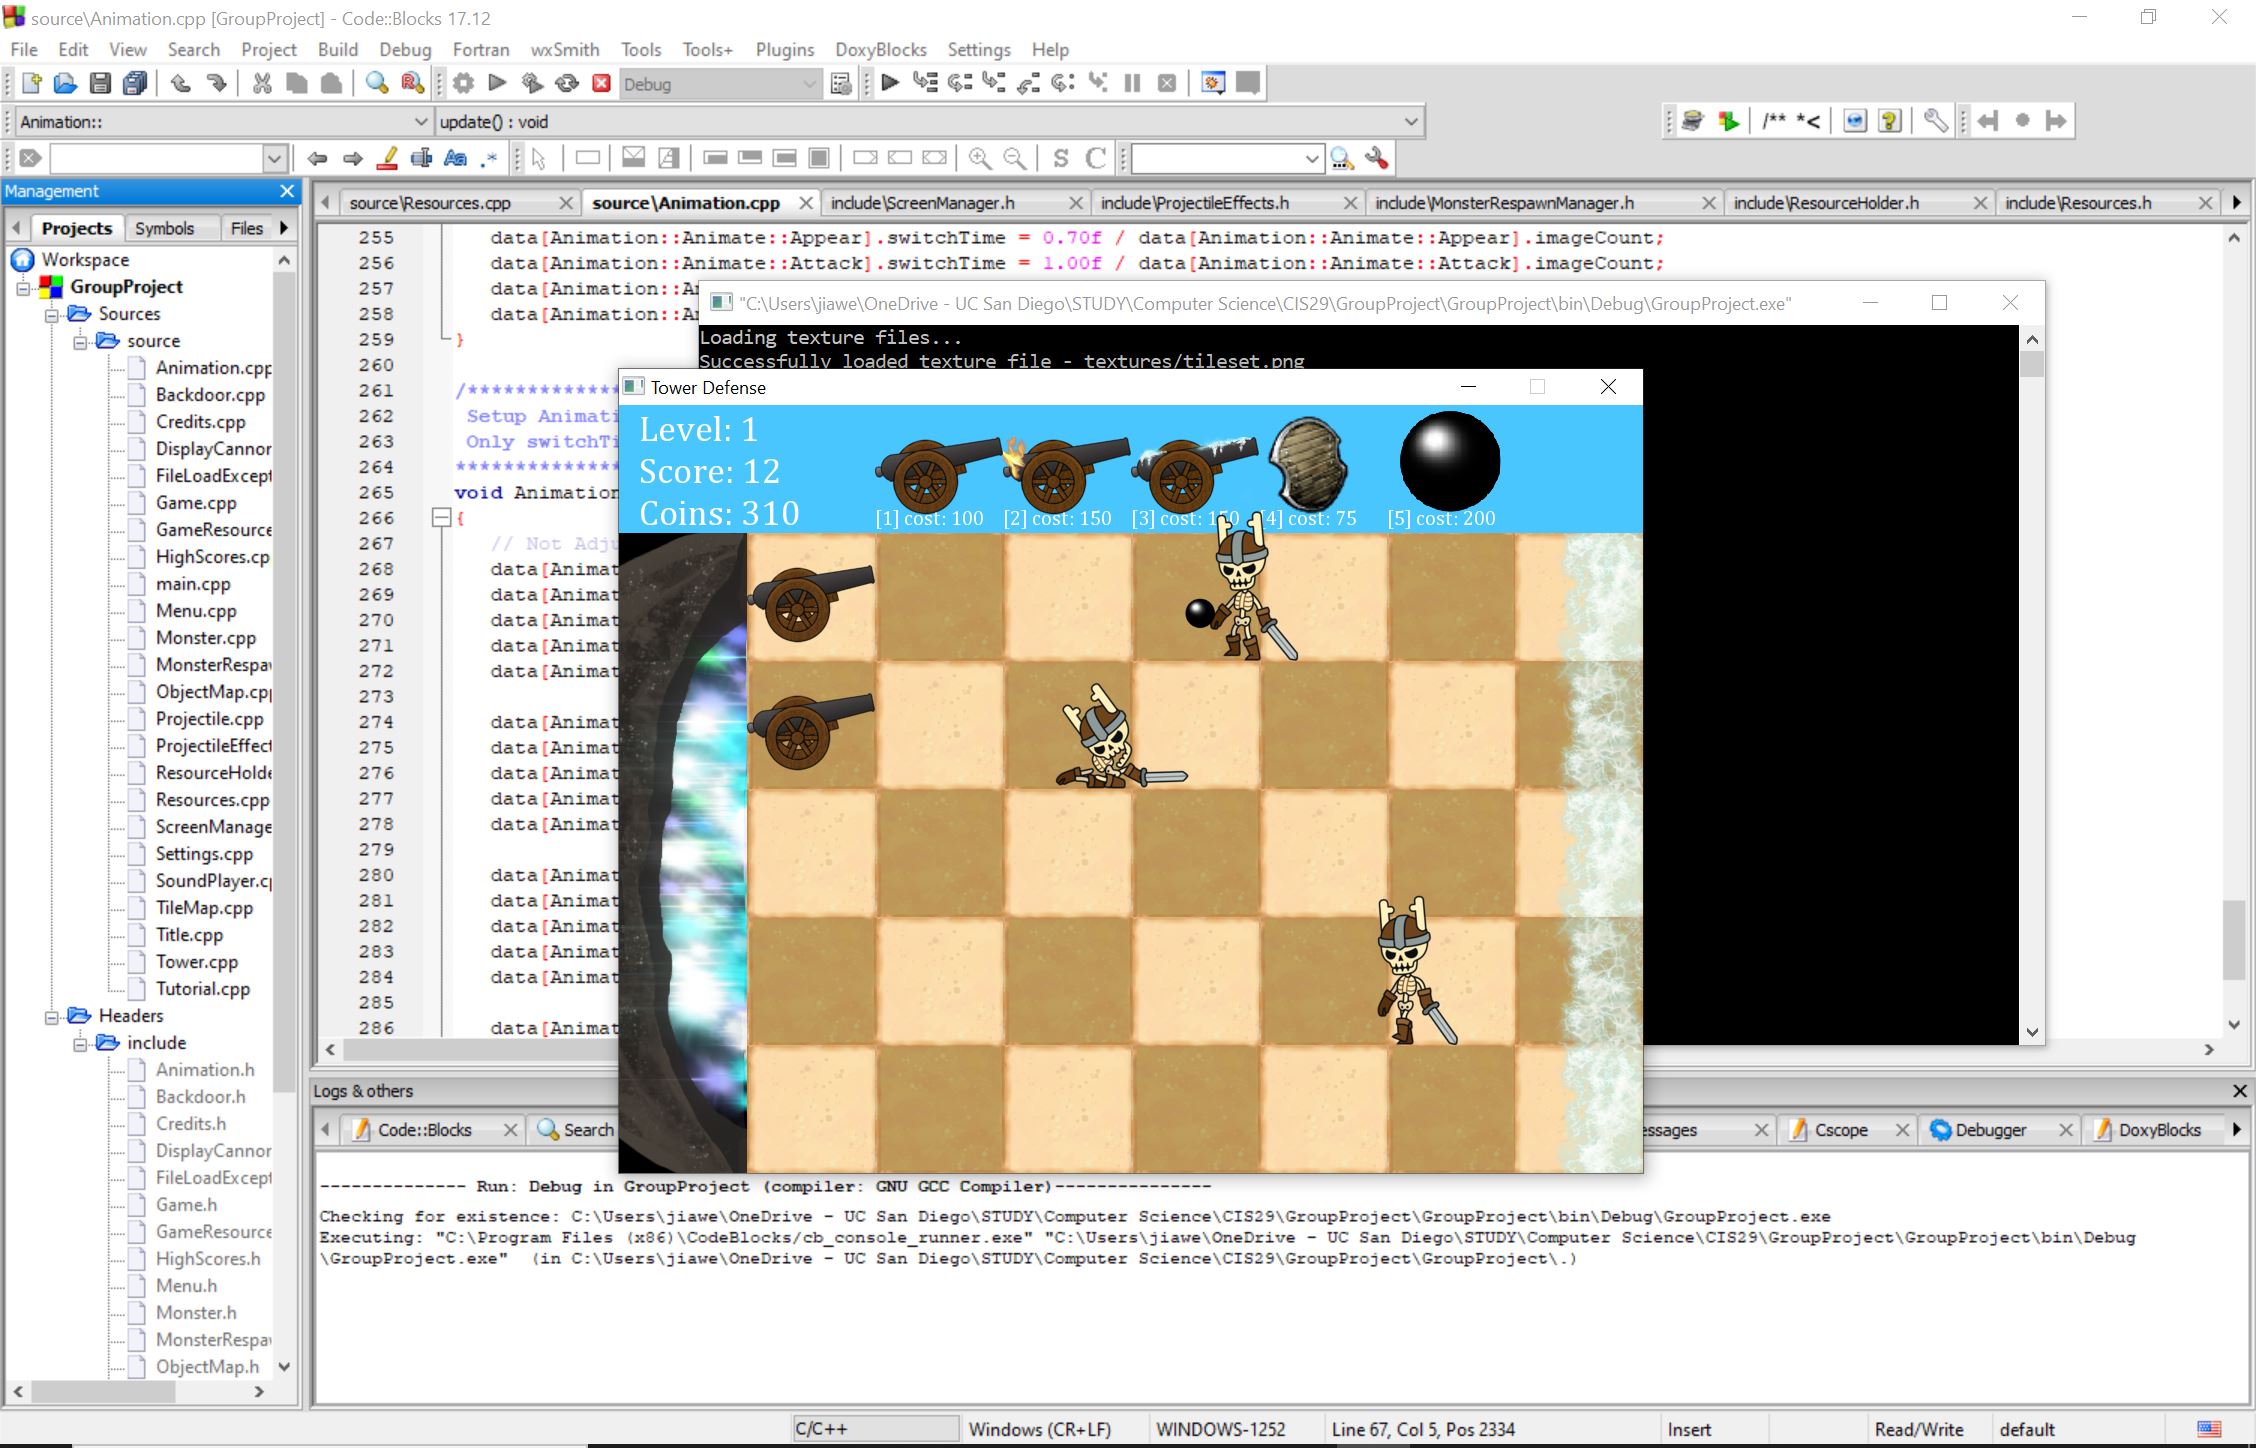 source\Animation.cpp [GroupProject] - Code::Blocks 17.12
File Edit View Search Project Build Debug Fortran wxSmith Tools Tools+ Plugins DoxyBlocks Settings Help
Debug
Animation:: update() : void
/** *<
S C
Management
Projects Symbols Files
source\Resources.cpp source\Animation.cpp include\ScreenManager.h include\ProjectileEffects.h include\MonsterRespawnManager.h include\ResourceHolder.h include\Resources.h
Workspace
GroupProject
Sources
source
Animation.cpp
Backdoor.cpp
Credits.cpp
DisplayCannon
FileLoadExcept
Game.cpp
GameResource
HighScores.cp
main.cpp
Menu.cpp
Monster.cpp
MonsterRespaw
ObjectMap.cpp
Projectile.cpp
ProjectileEffect
ResourceHolde
Resources.cpp
ScreenManage
Settings.cpp
SoundPlayer.c
TileMap.cpp
Title.cpp
Tower.cpp
Tutorial.cpp
Headers
include
Animation.h
Backdoor.h
Credits.h
DisplayCannor
FileLoadExcept
Game.h
GameResource
HighScores.h
Menu.h
Monster.h
MonsterRespaw
ObjectMap.h
255 data[Animation::Animate::Appear].switchTime = 0.70f / data[Animation::Animate::Appear].imageCount;
256 data[Animation::Animate::Attack].switchTime = 1.00f / data[Animation::Animate::Attack].imageCount;
257 data[Animation::A
258 data[Animation::A
259 }
260
261 /*************
262 Setup Animati
263 Only switchTi
264 *************
265 void Animation
266 {
267 // Not Adju
268 data[Animat
269 data[Animat
270 data[Animat
271 data[Animat
272 data[Animat
273
274 data[Animat
275 data[Animat
276 data[Animat
277 data[Animat
278 data[Animat
279
280 data[Animat
281 data[Animat
282 data[Animat
283 data[Animat
284 data[Animat
285
286 data[Animat
"C:\Users\jiawe\OneDrive - UC San Diego\STUDY\Computer Science\CIS29\GroupProject\GroupProject\bin\Debug\GroupProject.exe"
Loading texture files...
Successfully loaded texture file - textures/tileset.png
Tower Defense
Level: 1
Score: 12
Coins: 310
[1] cost: 100 [2] cost: 150 [3] cost: 150 [4] cost: 75 [5] cost: 200
Logs & others
Code::Blocks Search essages Cscope Debugger DoxyBlocks
-------------- Run: Debug in GroupProject (compiler: GNU GCC Compiler)---------------
Checking for existence: C:\Users\jiawe\OneDrive - UC San Diego\STUDY\Computer Science\CIS29\GroupProject\GroupProject\bin\Debug\GroupProject.exe
Executing: "C:\Program Files (x86)\CodeBlocks/cb_console_runner.exe" "C:\Users\jiawe\OneDrive - UC San Diego\STUDY\Computer Science\CIS29\GroupProject\GroupProject\bin\Debug
\GroupProject.exe" (in C:\Users\jiawe\OneDrive - UC San Diego\STUDY\Computer Science\CIS29\GroupProject\GroupProject\.)
C/C++ Windows (CR+LF) WINDOWS-1252 Line 67, Col 5, Pos 2334 Insert Read/Write default